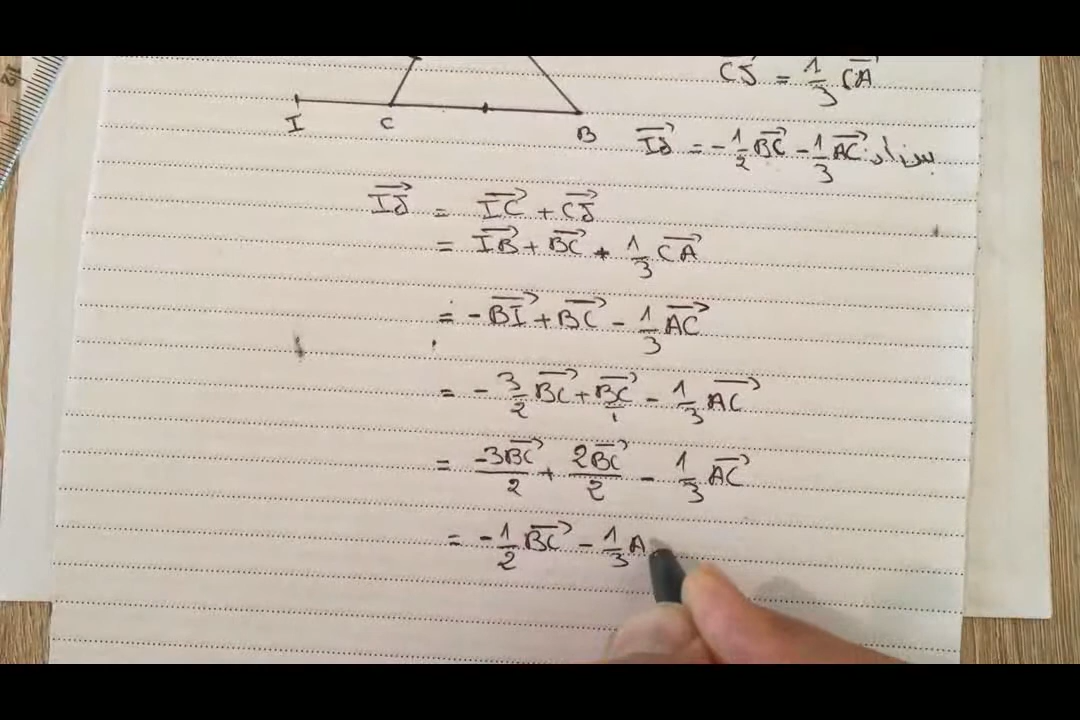 CJ⃗ = 1/3 CA⃗
I C B
IJ⃗ = -1/2 BC⃗ - 1/3 AC⃗
IJ⃗ = IC⃗ + CJ⃗
= IB⃗ + BC⃗ + 1/3 CA⃗
= -BI⃗ + BC⃗ - 1/3 AC⃗
= -3/2 BC⃗ + BC⃗/1 - 1/3 AC⃗
= -3BC⃗/2 + 2BC⃗/2 - 1/3 AC⃗
= -1/2 BC⃗ - 1/3 A